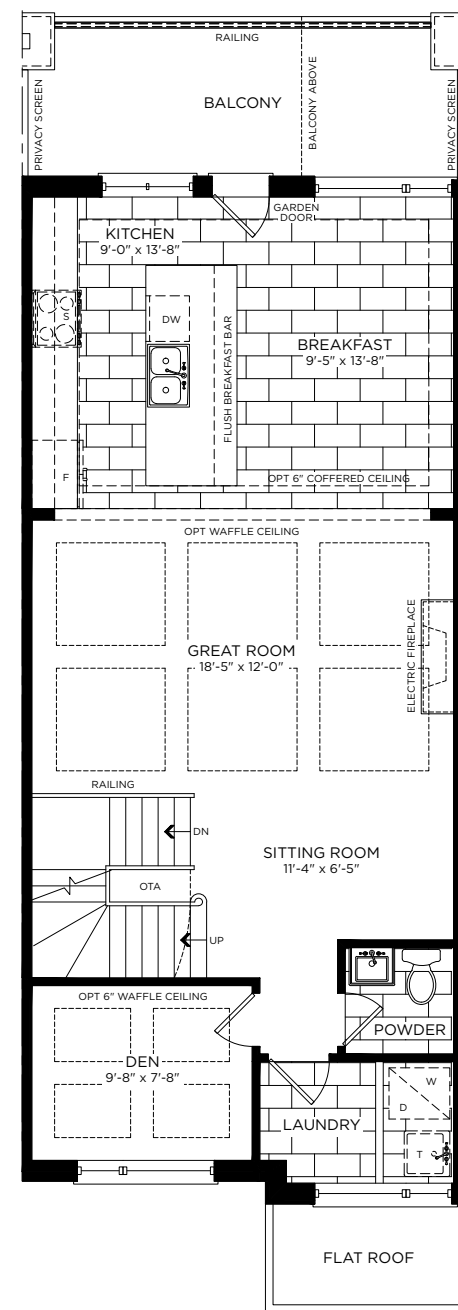 RAILING
BALCONY
PRIVACY SCREEN
BALCONY ABOVE
PRIVACY SCREEN
GARDEN
DOOR
KITCHEN
9'-0" x 13'-8"
S
DW
FLUSH BREAKFAST BAR
BREAKFAST
9'-5" x 13'-8"
F
OPT 6" COFFERED CEILING
OPT WAFFLE CEILING
ELECTRIC FIREPLACE
GREAT ROOM
18'-5" x 12'-0"
RAILING
DN
SITTING ROOM
11'-4" x 6'-5"
OTA
UP
OPT 6" WAFFLE CEILING
POWDER
DEN
9'-8" x 7'-8"
W
D
LAUNDRY
T
FLAT ROOF